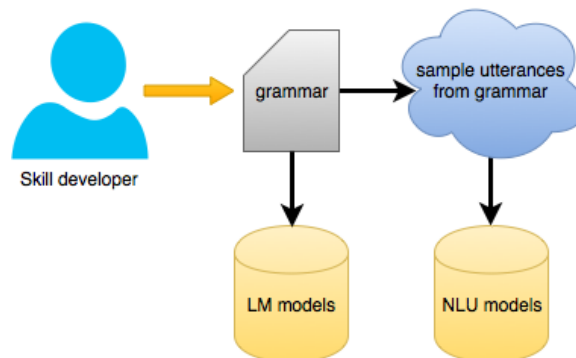 grammar
sample utterances
from grammar
Skill developer
LM models
NLU models